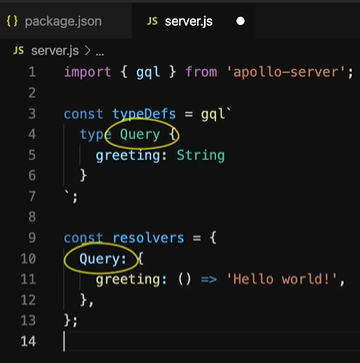 {} package.json JS server.js ●
JS server.js > ...
1 import { gql } from 'apollo-server';
2
3 const typeDefs = gql`
4   type Query {
5     greeting: String
6   }
7 `;
8
9 const resolvers = {
10   Query: {
11     greeting: () => 'Hello world!',
12   },
13 };
14